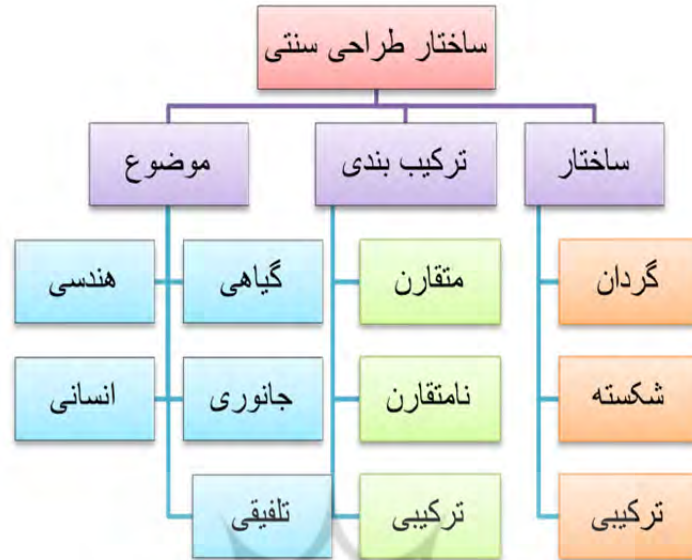 ساختار طراحی سنتی
ساختار
ترکیب بندی
موضوع
گردان
متقارن
گیاهی
هندسی
شکسته
نامتقارن
جانوری
انسانی
ترکیبی
ترکیبی
تلفیقی